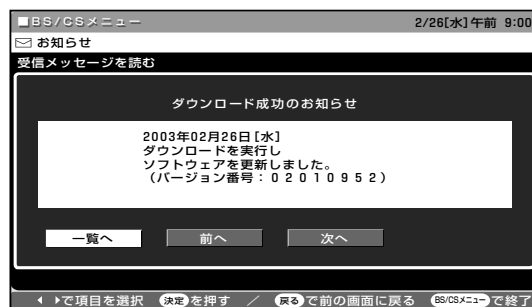 ■BS/CSメニュー 2/26[水]午前 9:00
お知らせ
受信メッセージを読む
ダウンロード成功のお知らせ
2003年02月26日[水]
ダウンロードを実行し
ソフトウェアを更新しました。
(バージョン番号:02010952)
一覧へ 前へ 次へ
で項目を選択 決定を押す / 戻るで前の画面に戻る BS/CSメニューで終了